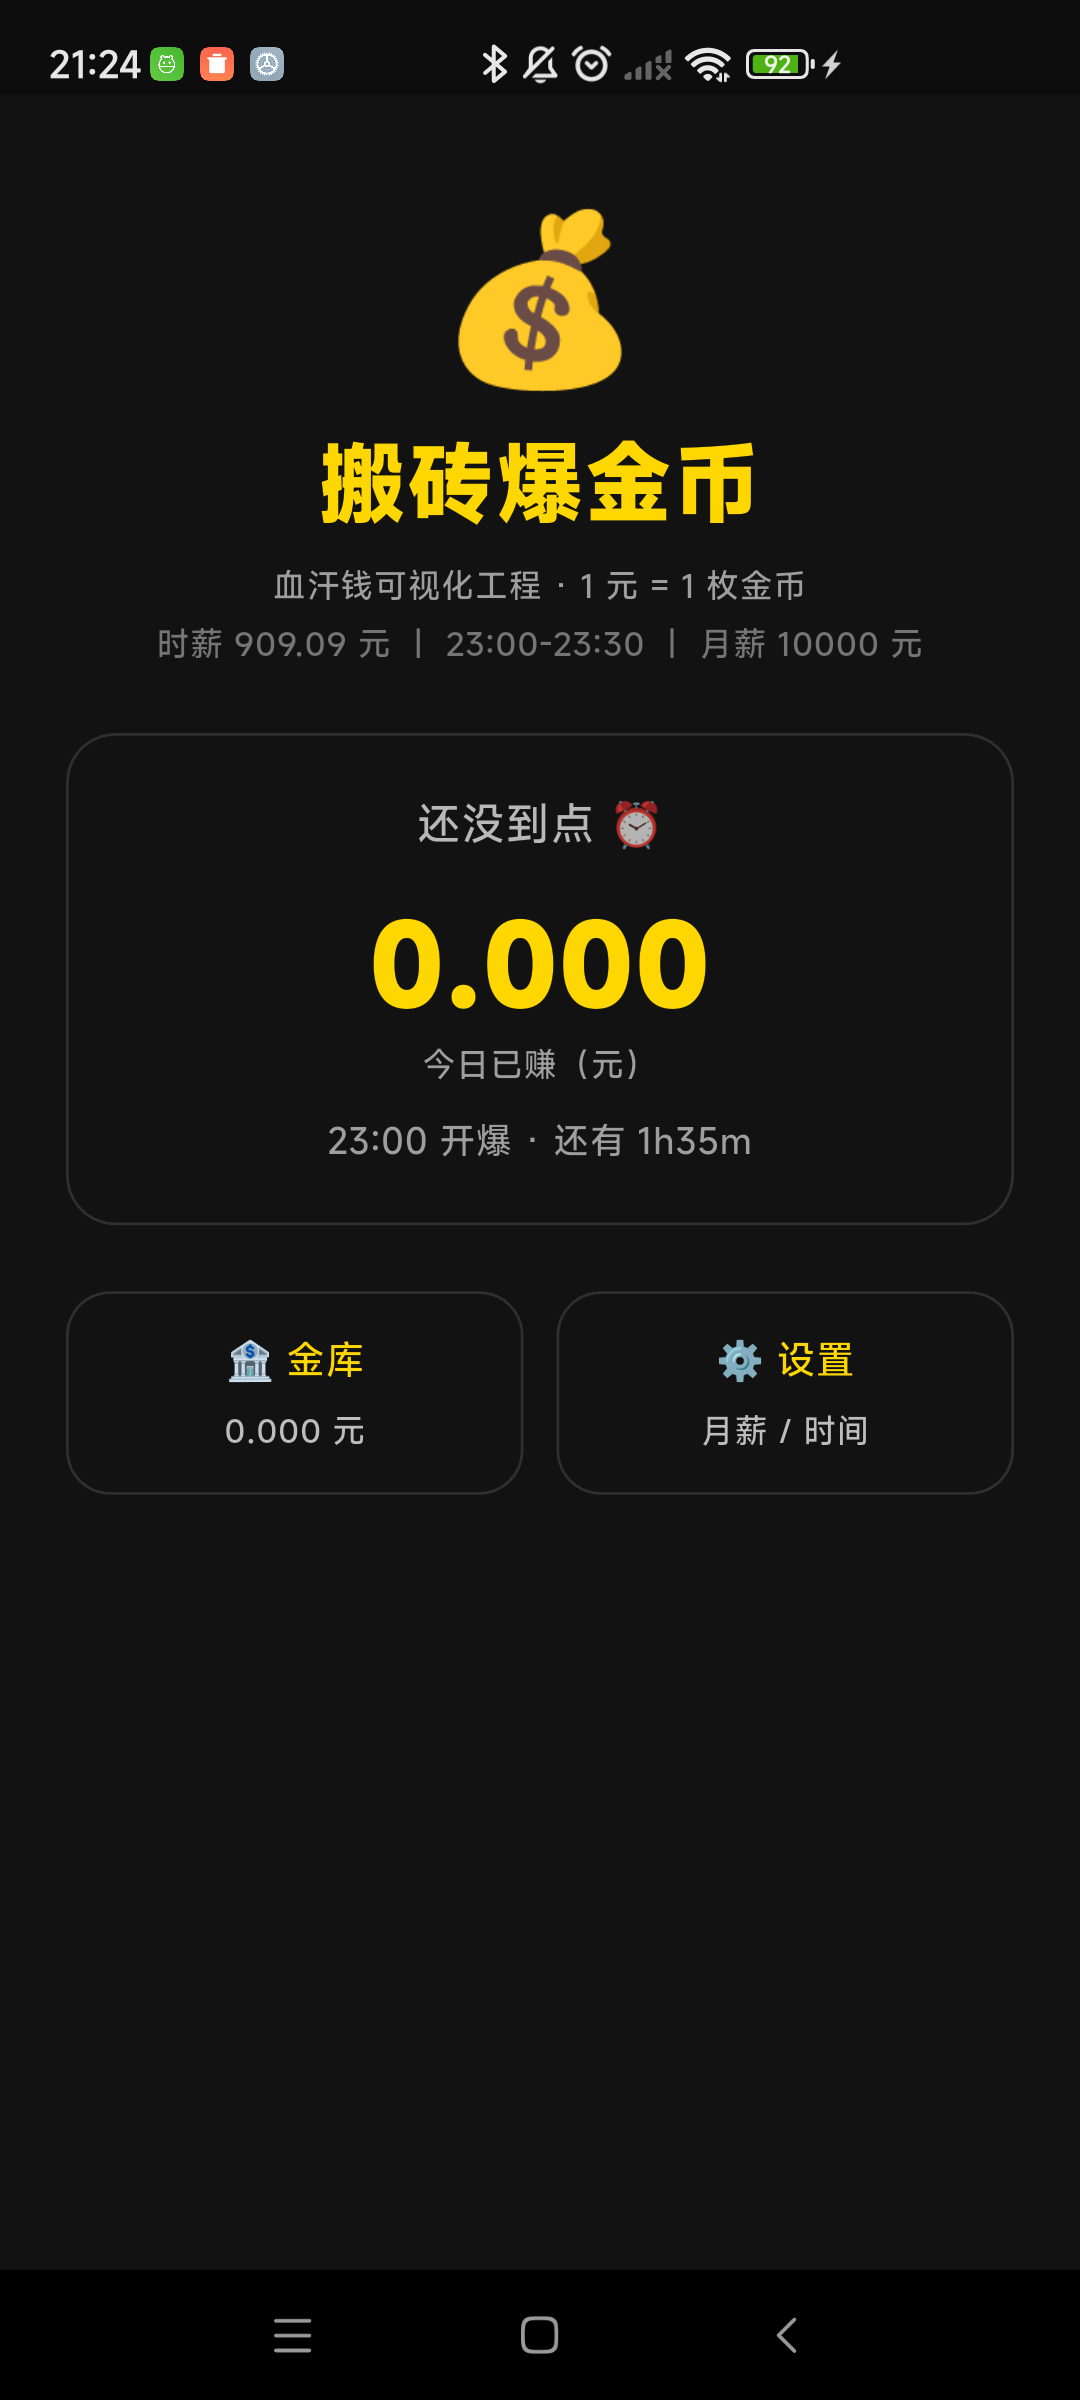 21:24
92
搬砖爆金币
血汗钱可视化工程 · 1 元 = 1 枚金币
时薪 909.09 元 | 23:00-23:30 | 月薪 10000 元
还没到点 ⏰
0.000
今日已赚（元）
23:00 开爆 · 还有 1h35m
🏦 金库
0.000 元
⚙️ 设置
月薪 / 时间